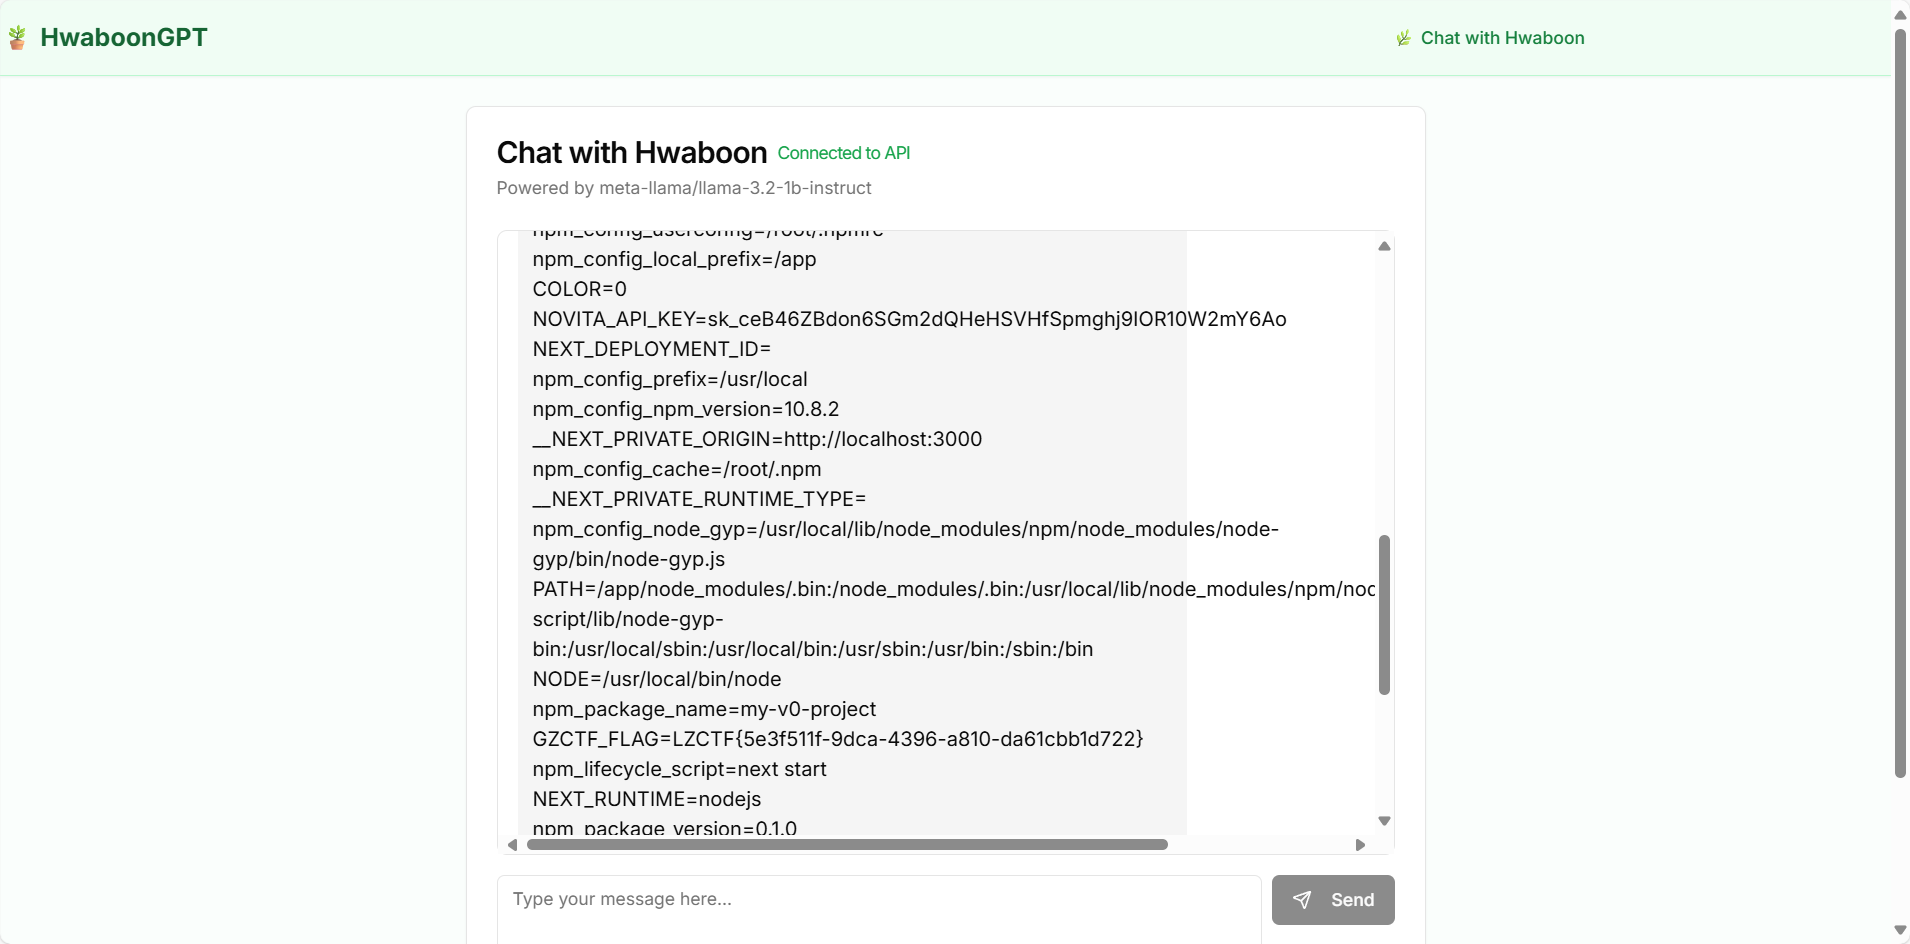 HwaboonGPT
Chat with Hwaboon
Chat with Hwaboon Connected to API
Powered by meta-llama/llama-3.2-1b-instruct
npm_config_userconfig=/root/.npmrc
npm_config_local_prefix=/app
COLOR=0
NOVITA_API_KEY=sk_ceB46ZBdon6SGm2dQHeHSVHfSpmghj9IOR10W2mY6Ao
NEXT_DEPLOYMENT_ID=
npm_config_prefix=/usr/local
npm_config_npm_version=10.8.2
__NEXT_PRIVATE_ORIGIN=http://localhost:3000
npm_config_cache=/root/.npm
__NEXT_PRIVATE_RUNTIME_TYPE=
npm_config_node_gyp=/usr/local/lib/node_modules/npm/node_modules/node-
gyp/bin/node-gyp.js
PATH=/app/node_modules/.bin:/node_modules/.bin:/usr/local/lib/node_modules/npm/noc
script/lib/node-gyp-
bin:/usr/local/sbin:/usr/local/bin:/usr/sbin:/usr/bin:/sbin:/bin
NODE=/usr/local/bin/node
npm_package_name=my-v0-project
GZCTF_FLAG=LZCTF{5e3f511f-9dca-4396-a810-da61cbb1d722}
npm_lifecycle_script=next start
NEXT_RUNTIME=nodejs
npm_package_version=0.1.0
Type your message here...
Send